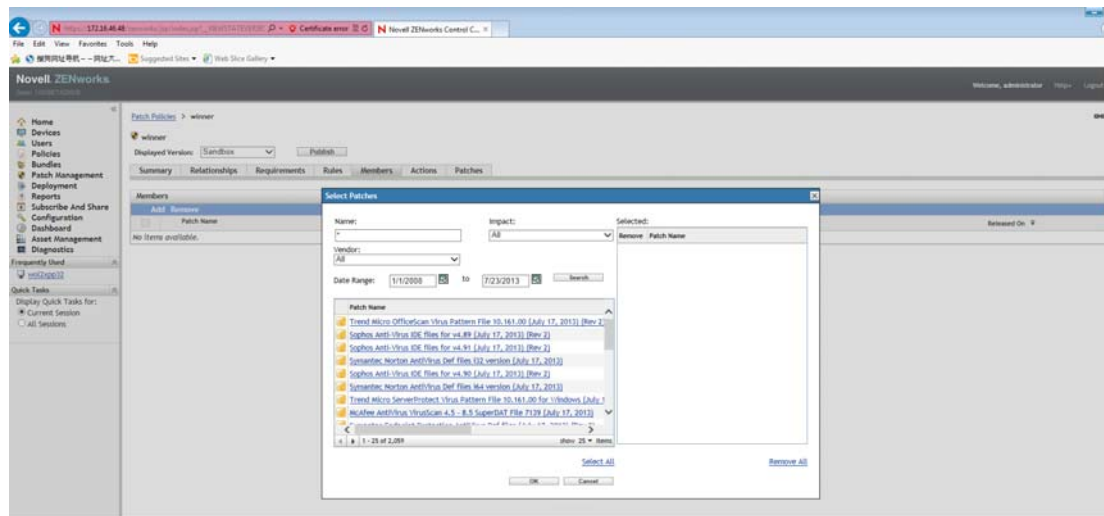 172.16.46.46
Certificate error
Novell ZENworks Control C...
File Edit View Favorites Tools Help
Suggested Sites
Web Slice Gallery
Novell. ZENworks.
Welcome, administrator
Logout
Home
Devices
Users
Policies
Bundles
Patch Management
Deployment
Reports
Subscribe And Share
Configuration
Dashboard
Asset Management
Diagnostics
Frequently Used
Quick Tasks
Display Quick Tasks for:
Current Session
All Sessions
Patch Policies > winner
winner
Displayed Version: Sandbox Publish
Summary Relationships Requirements Rules Members Actions Patches
Members
Add Remove
Patch Name
Released On
No items available.
Select Patches
Name: Impact: Selected:
* All Remove Patch Name
Vendor:
All
Date Range: 1/1/2008 to 7/23/2013 Search
Patch Name
Trend Micro OfficeScan Virus Pattern File 10.161.00 (July 17, 2013) (Rev 2)
Sophos Anti-Virus IDE files for v4.89 (July 17, 2013) (Rev 2)
Sophos Anti-Virus IDE files for v4.91 (July 17, 2013) (Rev 2)
Symantec Norton AntiVirus Def files i32 version (July 17, 2013)
Sophos Anti-Virus IDE files for v4.90 (July 17, 2013) (Rev 2)
Symantec Norton AntiVirus Def files i64 version (July 17, 2013)
Trend Micro ServerProtect Virus Pattern File 10.161.00 for Windows (July 1
McAfee AntiVirus VirusScan 4.5 - 8.5 SuperDAT File 7139 (July 17, 2013)
1 - 25 of 2,059 show 25 items
Select All Remove All
OK Cancel